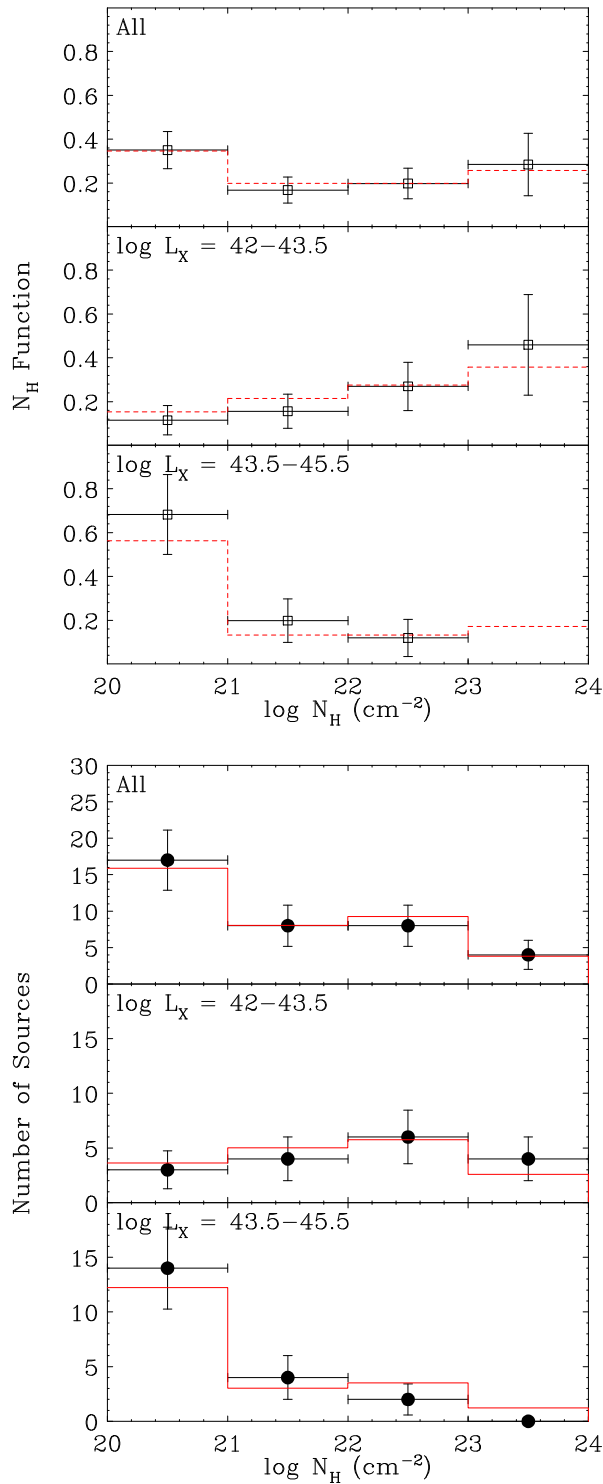 All
0.8
0.6
0.4
0.2
log L_X = 42−43.5
0.8
0.6
0.4
0.2
log L_X = 43.5−45.5
0.8
0.6
0.4
0.2
N_H Function
20 21 22 23 24
log N_H (cm^−2)
All
30
25
20
15
10
5
0
log L_X = 42−43.5
15
10
5
0
log L_X = 43.5−45.5
15
10
5
0
Number of Sources
20 21 22 23 24
log N_H (cm^−2)